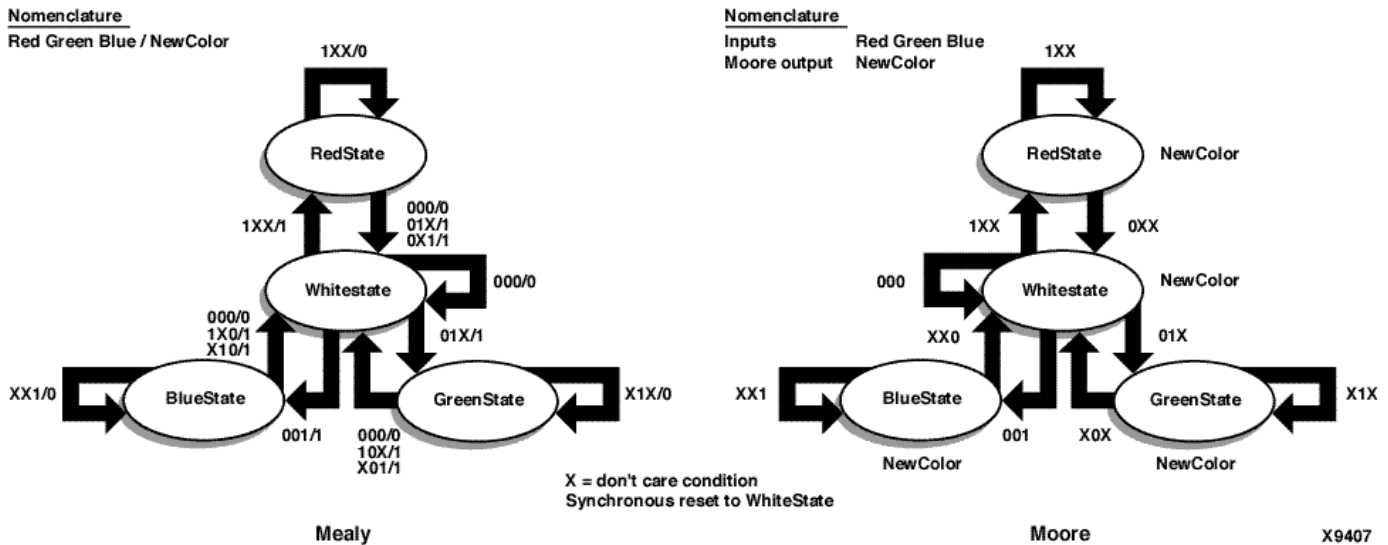 Nomenclature
Red Green Blue / NewColor
1XX/0
RedState
1XX/1
000/0
01X/1
0X1/1
Whitestate
000/0
000/0
1X0/1
X10/1
01X/1
XX1/0
BlueState
GreenState
X1X/0
001/1
000/0
10X/1
X01/1
Mealy
Nomenclature
Inputs Red Green Blue
Moore output NewColor
1XX
RedState
NewColor
1XX
0XX
000
Whitestate
NewColor
XX0
01X
XX1
BlueState
GreenState
X1X
001
X0X
NewColor
NewColor
X = don't care condition
Synchronous reset to WhiteState
Moore
X9407